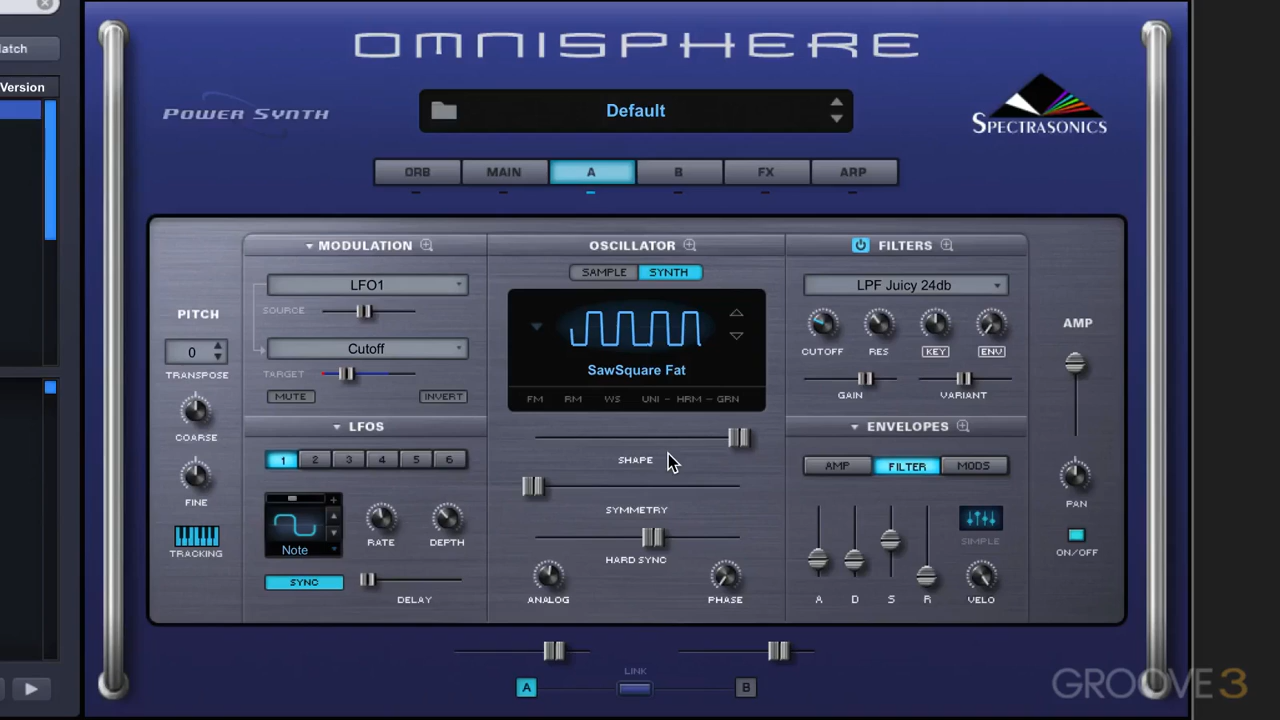 latch
Version
OMNISPHERE
POWER SYNTH
Default
SPECTRASONICS
ORB MAIN A B FX ARP
MODULATION
OSCILLATOR
FILTERS
SAMPLE SYNTH
LFO1
LPF Juicy 24db
SOURCE
PITCH
0
TRANSPOSE
Cutoff
TARGET
MUTE INVERT
SawSquare Fat
FM RM WS UNI - HRM - GRN
CUTOFF RES KEY ENV
GAIN VARIANT
AMP
COARSE
LFOS
1 2 3 4 5 6
SHAPE
ENVELOPES
AMP FILTER MODS
FINE
Note
RATE DEPTH
SYMMETRY
SIMPLE
PAN
TRACKING
SYNC
DELAY
HARD SYNC
ANALOG PHASE
A D S R VELO
ON/OFF
LINK
A B
GROOVE3